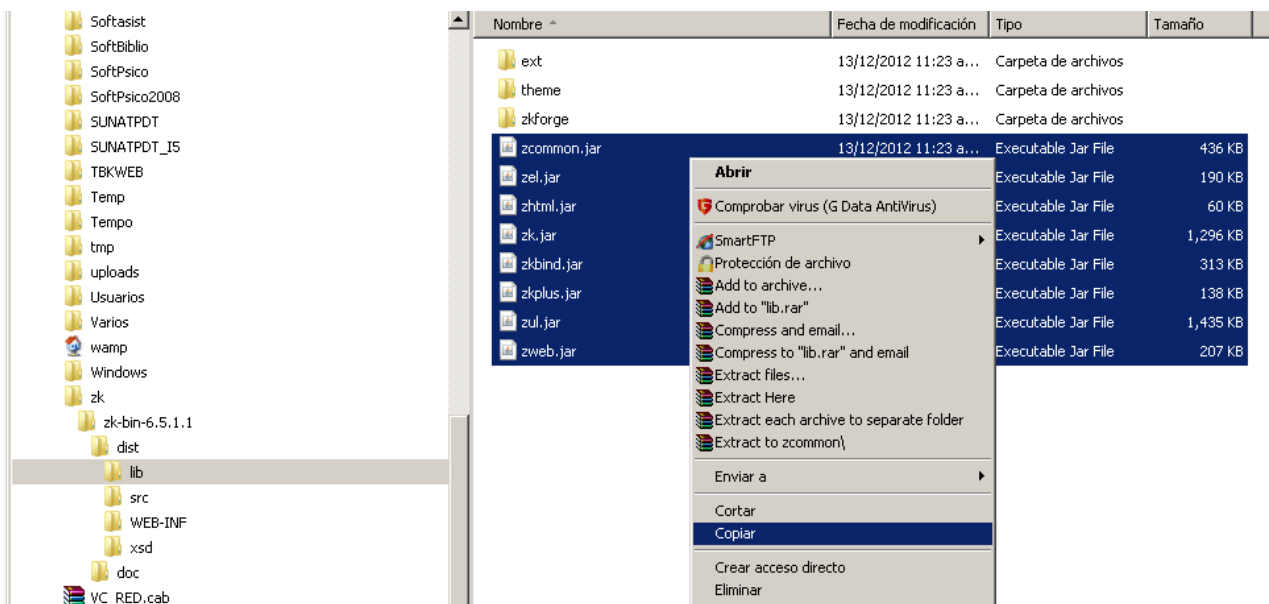 Softasist
SoftBiblio
SoftPsico
SoftPsico2008
SUNATPDT
SUNATPDT_I5
TBKWEB
Temp
Tempo
tmp
uploads
Usuarios
Varios
wamp
Windows
zk
zk-bin-6.5.1.1
dist
lib
src
WEB-INF
xsd
doc
VC_RED.cab
Nombre Fecha de modificación Tipo Tamaño
ext 13/12/2012 11:23 a... Carpeta de archivos
theme 13/12/2012 11:23 a... Carpeta de archivos
zkforge 13/12/2012 11:23 a... Carpeta de archivos
zcommon.jar 13/12/2012 11:23 a... Executable Jar File 436 KB
zel.jar Executable Jar File 190 KB
zhtml.jar Executable Jar File 60 KB
zk.jar Executable Jar File 1,296 KB
zkbind.jar Executable Jar File 313 KB
zkplus.jar Executable Jar File 138 KB
zul.jar Executable Jar File 1,435 KB
zweb.jar Executable Jar File 207 KB
Abrir
Comprobar virus (G Data AntiVirus)
SmartFTP
Protección de archivo
Add to archive...
Add to "lib.rar"
Compress and email...
Compress to "lib.rar" and email
Extract files...
Extract Here
Extract each archive to separate folder
Extract to zcommon\
Enviar a
Cortar
Copiar
Crear acceso directo
Eliminar